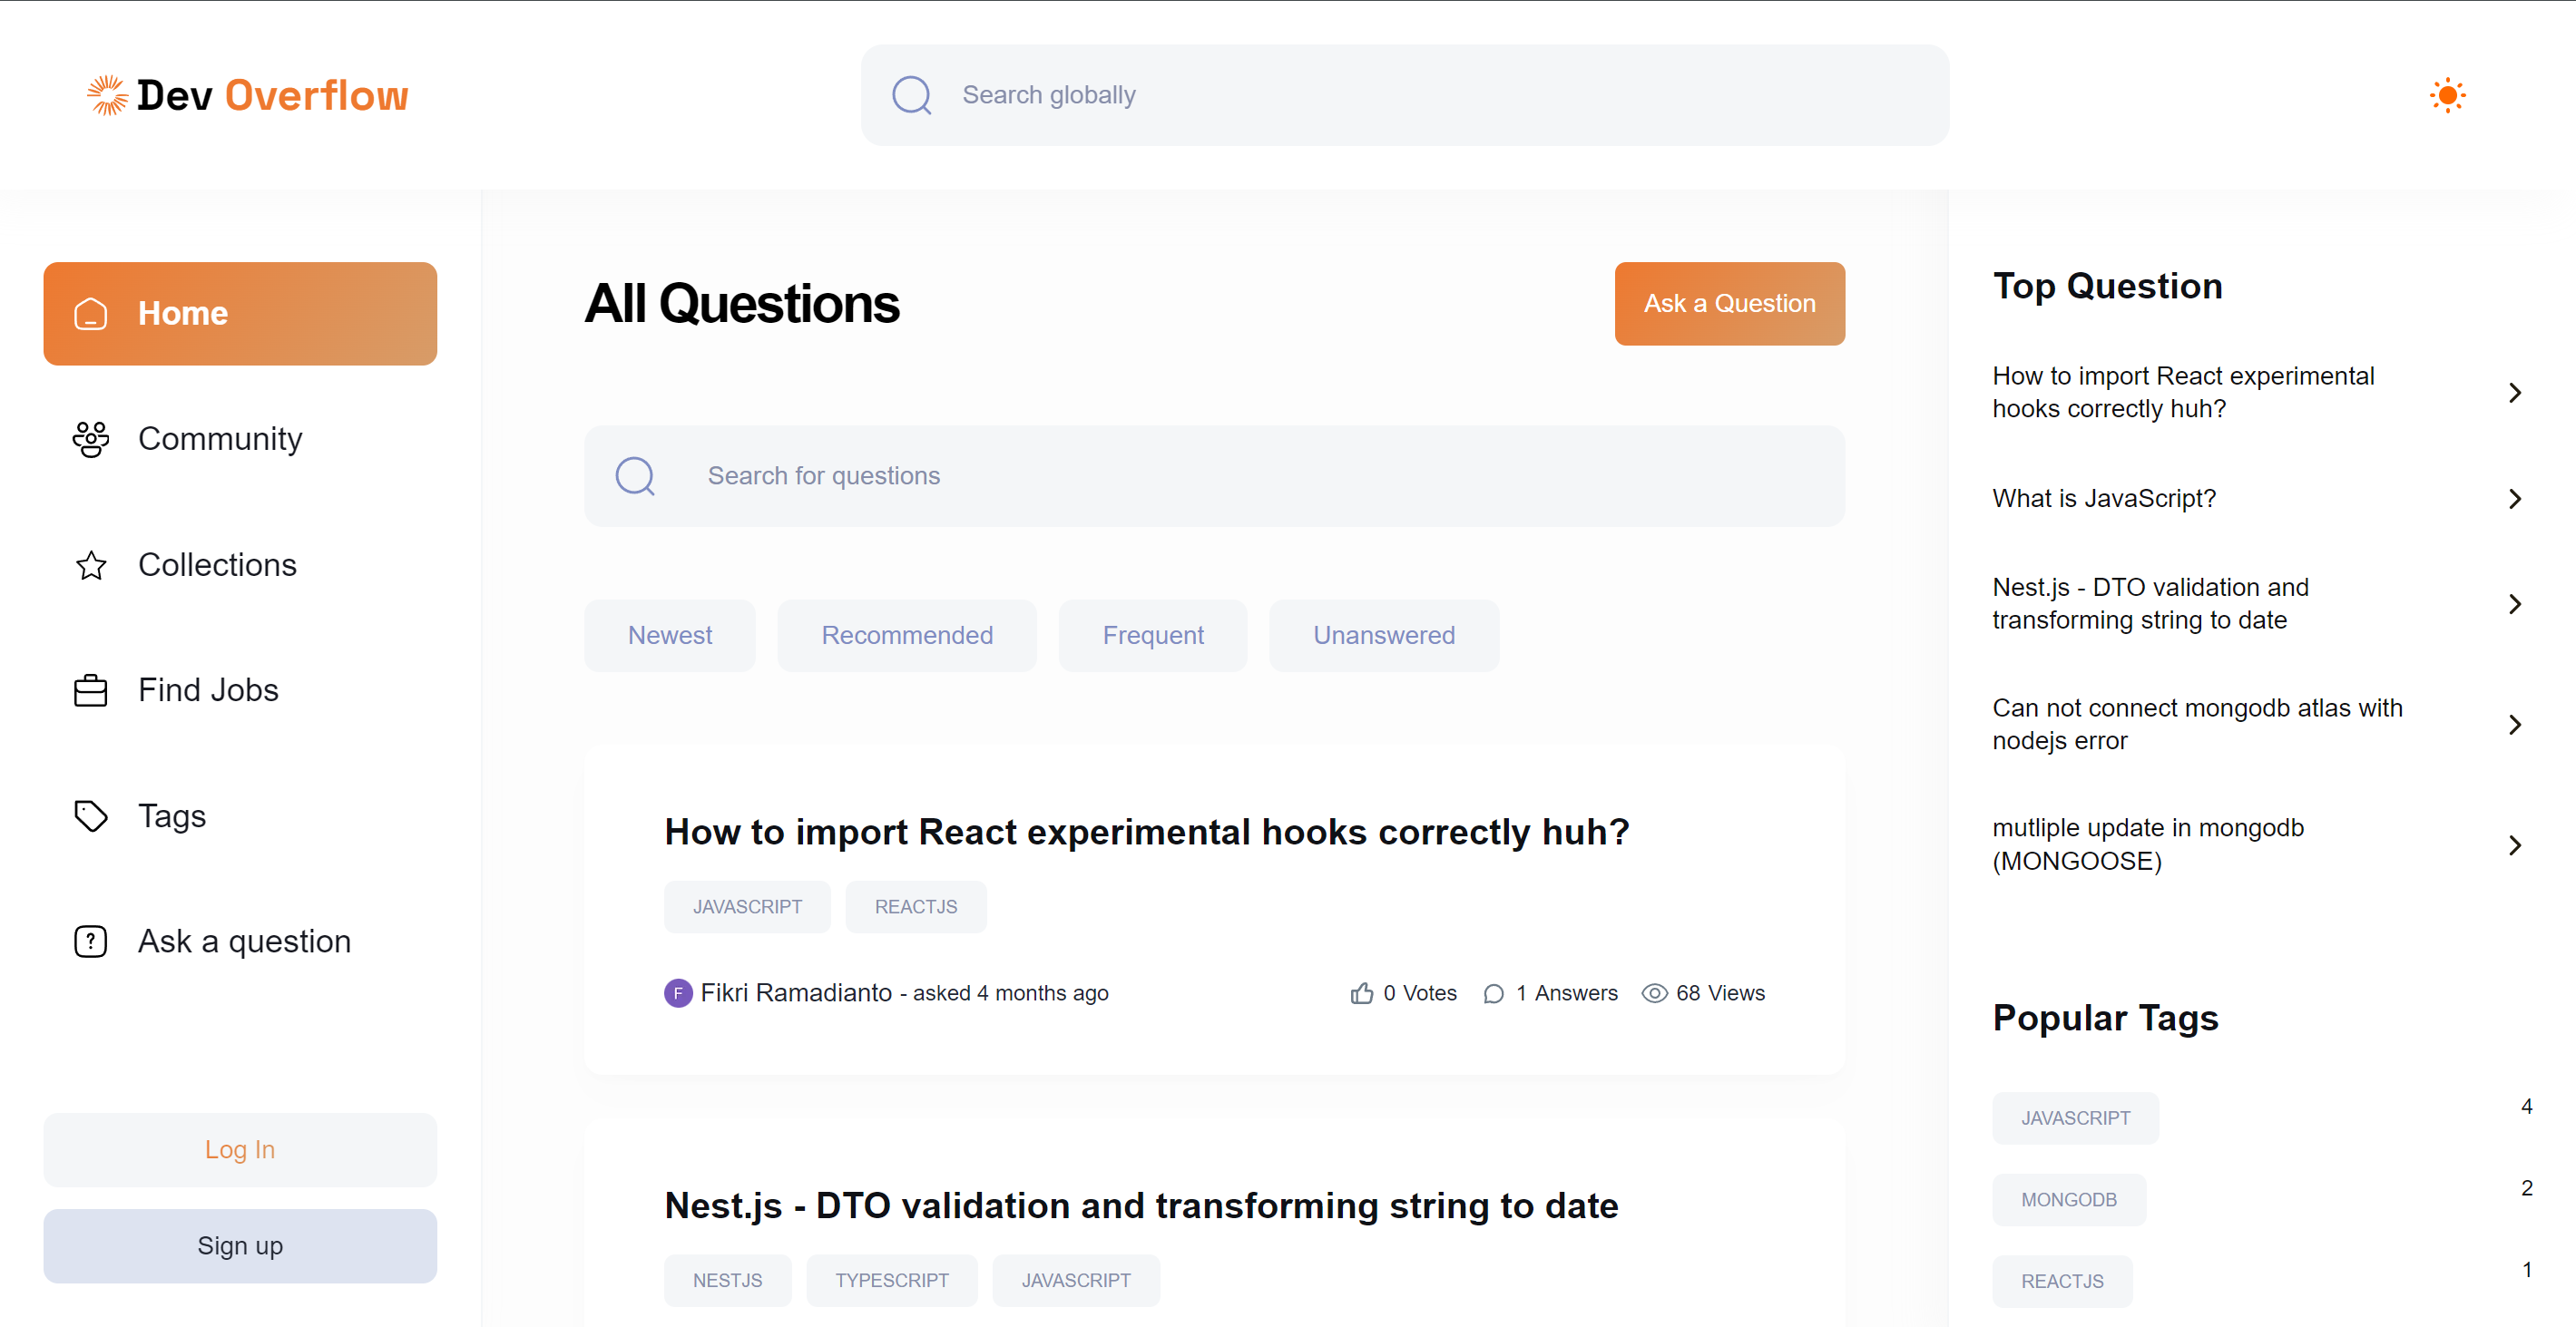 Dev Overflow
Search globally
Home
Community
Collections
Find Jobs
Tags
Ask a question
Log In
Sign up
All Questions
Ask a Question
Search for questions
Newest
Recommended
Frequent
Unanswered
How to import React experimental hooks correctly huh?
JAVASCRIPT
REACTJS
F
Fikri Ramadianto - asked 4 months ago
0 Votes
1 Answers
68 Views
Nest.js - DTO validation and transforming string to date
NESTJS
TYPESCRIPT
JAVASCRIPT
Top Question
How to import React experimental
hooks correctly huh?
What is JavaScript?
Nest.js - DTO validation and
transforming string to date
Can not connect mongodb atlas with
nodejs error
mutliple update in mongodb
(MONGOOSE)
Popular Tags
JAVASCRIPT
4
MONGODB
2
REACTJS
1